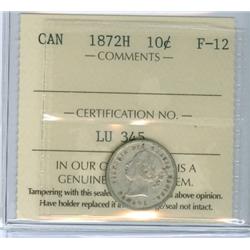 CAN 1872H 10¢ F-12
COMMENTS
CERTIFICATION NO.
LU 345
IN OUR IS A
GENUINE EM.
Tampering with this seale above opinion.
Have holder replaced if /seal not intact.